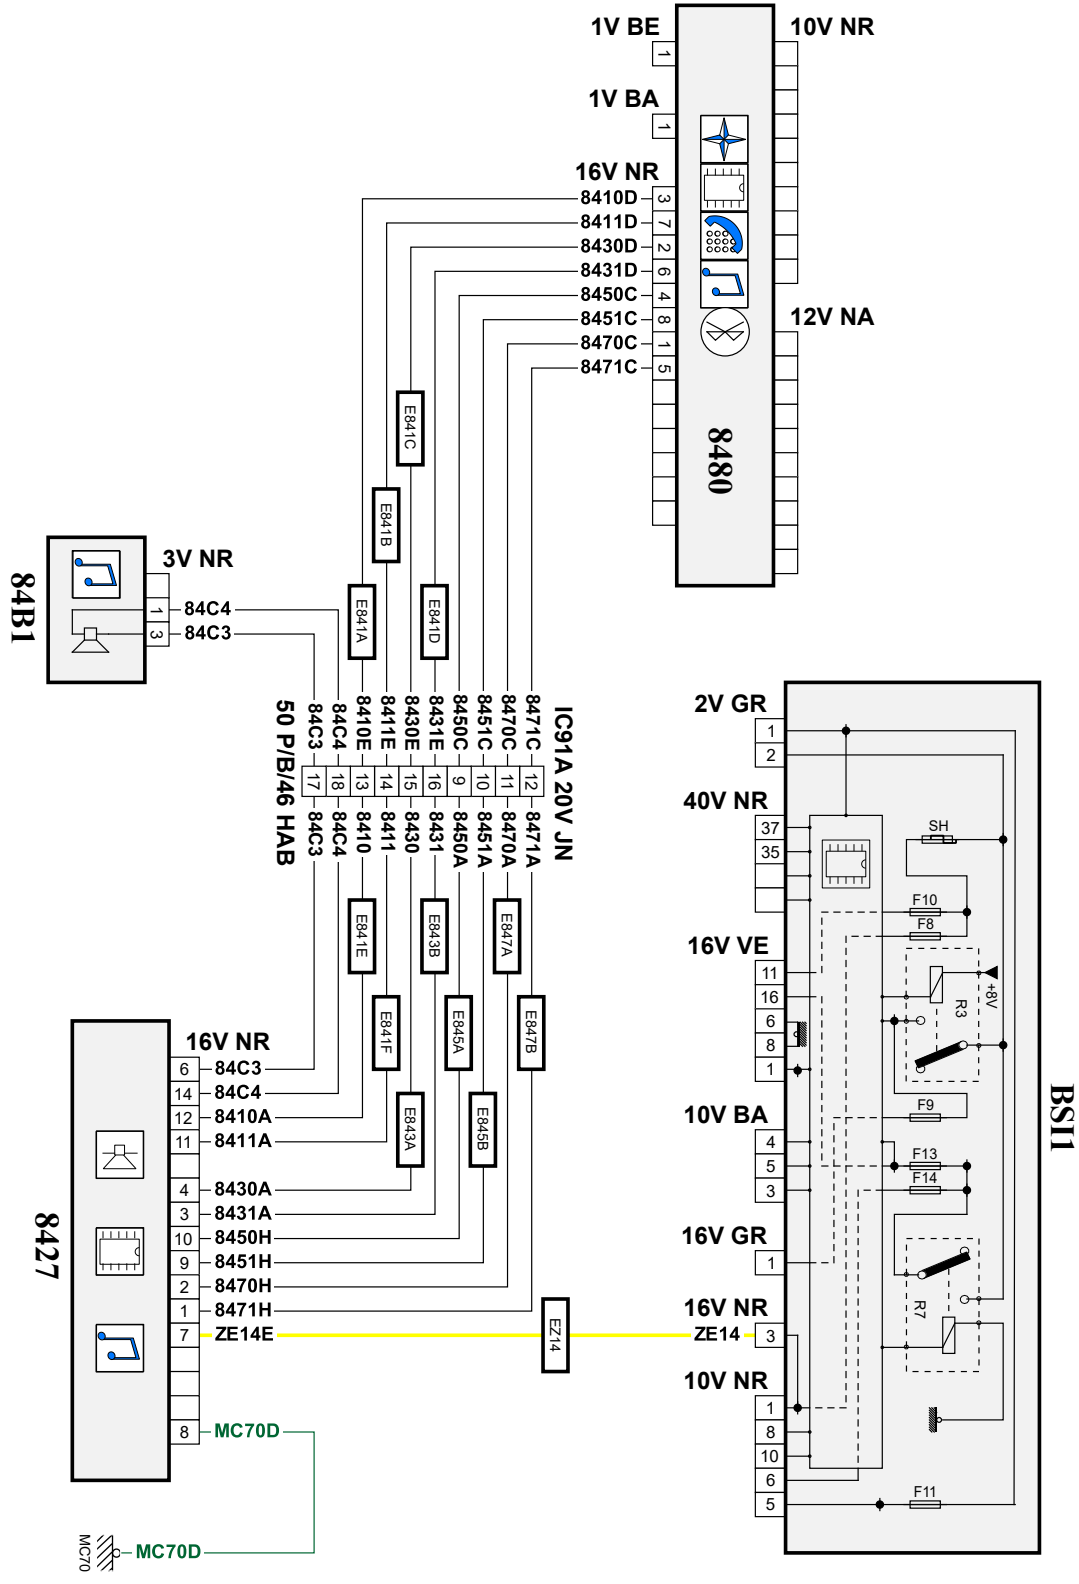 1V BE
10V NR
1
1V BA
1
16V NR
8410D 3
8411D 7
8430D 2
8431D 6
8450C 4
8451C 8
8470C 1
8471C 5
12V NA
8480
E841C
E841B
E841A
E841D
3V NR
1 84C4
3 84C3
84B1
IC91A 20V JN
50 P/B/46 HAB
84C3 17 84C3
84C4 18 84C4
8410E 13 8410
8411E 14 8411
8430E 15 8430
8431E 16 8431
8450C 9 8450A
8451C 10 8451A
8470C 11 8470A
8471C 12 8471A
E841E
E843B
E847A
E841F
E845A
E847B
E843A
E845B
16V NR
6 84C3
14 84C4
12 8410A
11 8411A
4 8430A
3 8431A
10 8450H
9 8451H
2 8470H
1 8471H
7 ZE14E
8 MC70D
8427
MC70D
MC70
EZ14
BSI1
2V GR
1
2
40V NR
37
35
16V VE
11
16
6
8
1
10V BA
4
5
3
16V GR
1
16V NR
ZE14 3
10V NR
1
8
10
6
5
SH
F10
F8
+8V
R3
F9
F13
F14
R7
F11